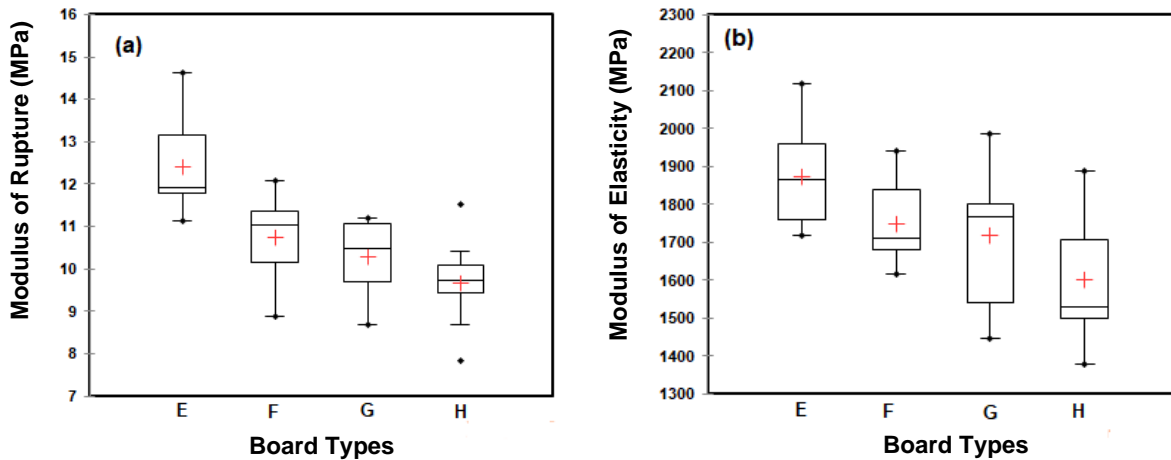 Modulus of Rupture (MPa)
16
15
14
13
12
11
10
9
8
7
(a)
E F G H
Board Types
Modulus of Elasticity (MPa)
2300
2200
2100
2000
1900
1800
1700
1600
1500
1400
1300
(b)
E F G H
Board Types